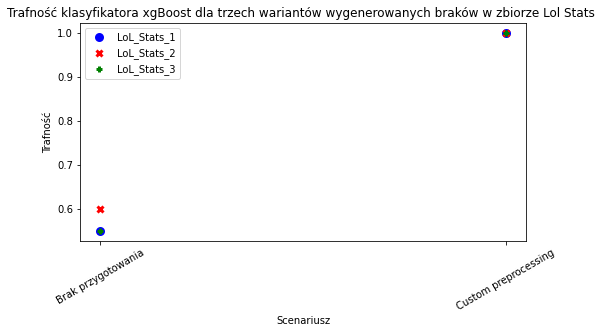 Trafność klasyfikatora xgBoost dla trzech wariantów wygenerowanych braków w zbiorze Lol Stats
LoL_Stats_1
LoL_Stats_2
LoL_Stats_3
1.0
0.9
0.8
0.7
0.6
Trafność
Brak przygotowania
Custom preprocessing
Scenariusz